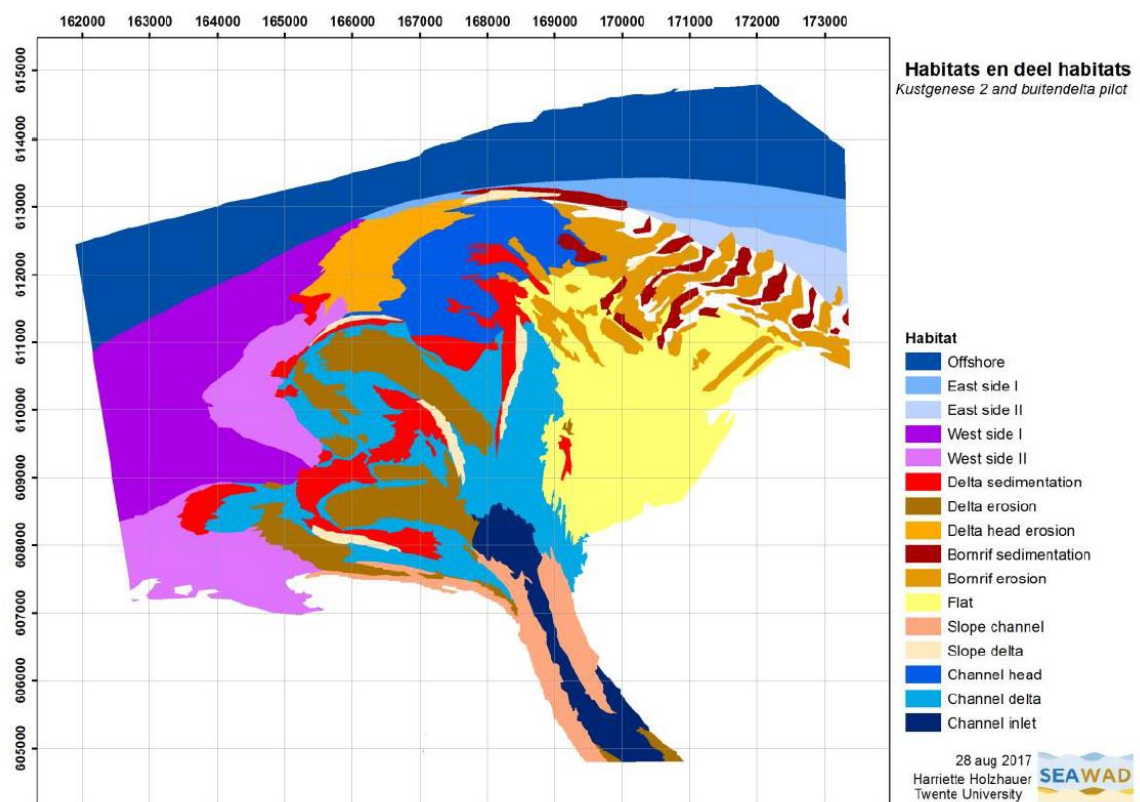 162000 163000 164000 165000 166000 167000 168000 169000 170000 171000 172000 173000
615000
614000
613000
612000
611000
610000
609000
608000
607000
606000
605000
Habitats en deel habitats
Kustgenese 2 and buitendelta pilot
Habitat
Offshore
East side I
East side II
West side I
West side II
Delta sedimentation
Delta erosion
Delta head erosion
Bornrif sedimentation
Bornrif erosion
Flat
Slope channel
Slope delta
Channel head
Channel delta
Channel inlet
28 aug 2017
Harriette Holzhauer
Twente University
SEAWAD